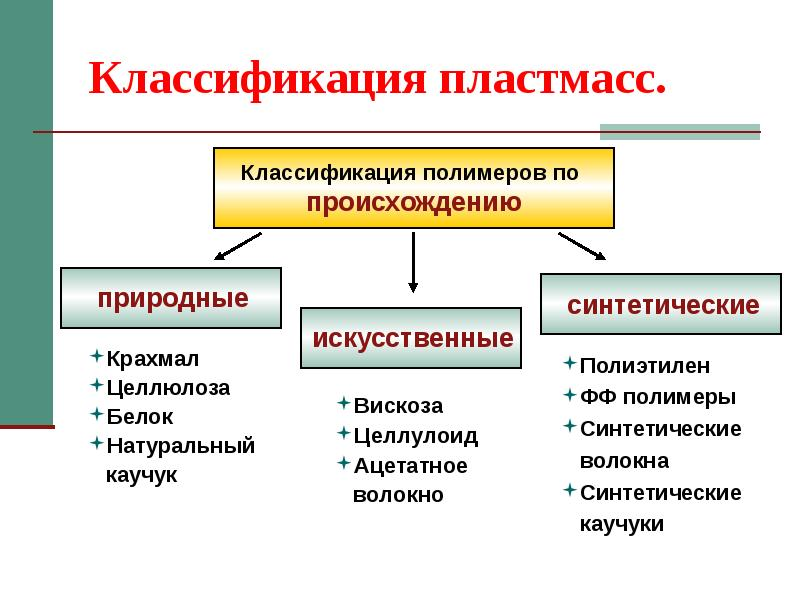 Классификация пластмасс.
Классификация полимеров по
происхождению
природные
Крахмал
Целлюлоза
Белок
Натуральный
каучук
искусственные
Вискоза
Целлулоид
Ацетатное
волокно
синтетические
Полиэтилен
ФФ полимеры
Синтетические
волокна
Синтетические
каучуки